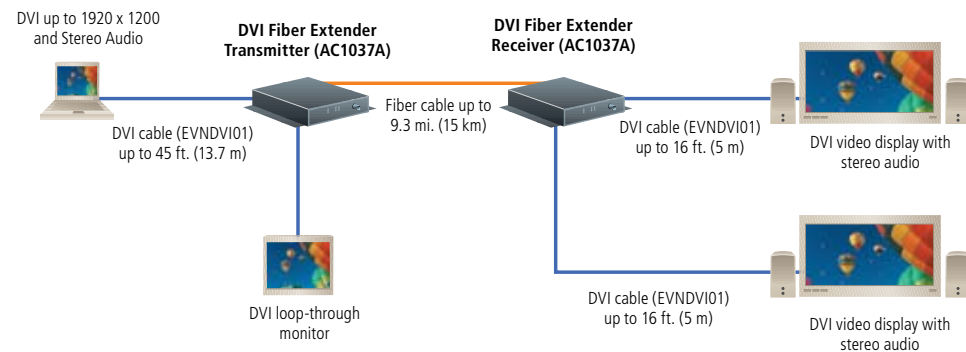 DVI up to 1920 x 1200
and Stereo Audio
DVI Fiber Extender
Transmitter (AC1037A)
DVI Fiber Extender
Receiver (AC1037A)
DVI cable (EVNDVI01)
up to 45 ft. (13.7 m)
Fiber cable up to
9.3 mi. (15 km)
DVI cable (EVNDVI01)
up to 16 ft. (5 m)
DVI video display with
stereo audio
DVI loop-through
monitor
DVI cable (EVNDVI01)
up to 16 ft. (5 m)
DVI video display with
stereo audio